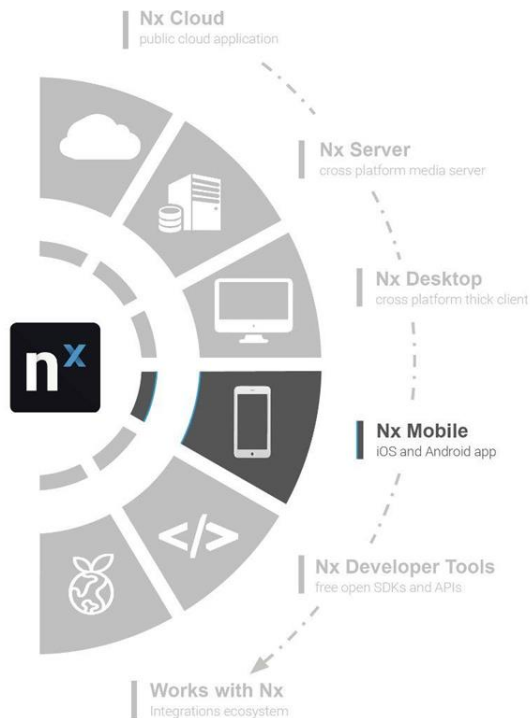 Nx Cloud
public cloud application
Nx Server
cross platform media server
Nx Desktop
cross platform thick client
nx
Nx Mobile
iOS and Android app
</>
Nx Developer Tools
free open SDKs and APIs
Works with Nx
Integrations ecosystem